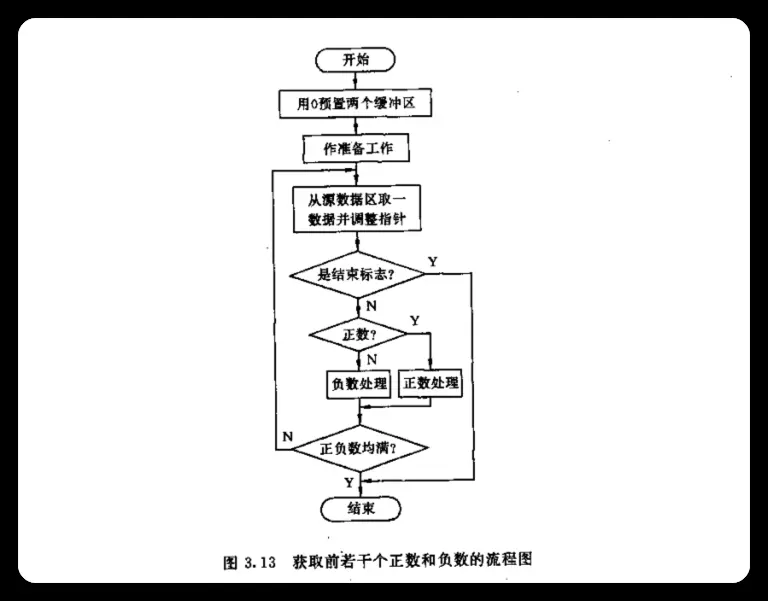 开始
用0预置两个缓冲区
作准备工作
从源数据区取一
数据并调整指针
是结束标志?
Y
N
正数?
Y
N
负数处理
正数处理
N
正负数均满?
Y
结束
图 3.13 获取前若干个正数和负数的流程图